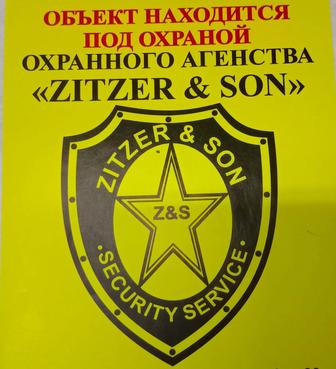 ОБЪЕКТ НАХОДИТСЯ
ПОД ОХРАНОЙ
ОХРАННОГО АГЕНСТВА
«ZITZER & SON»
ZITZER & SON
Z&S
· SECURITY SERVICE ·